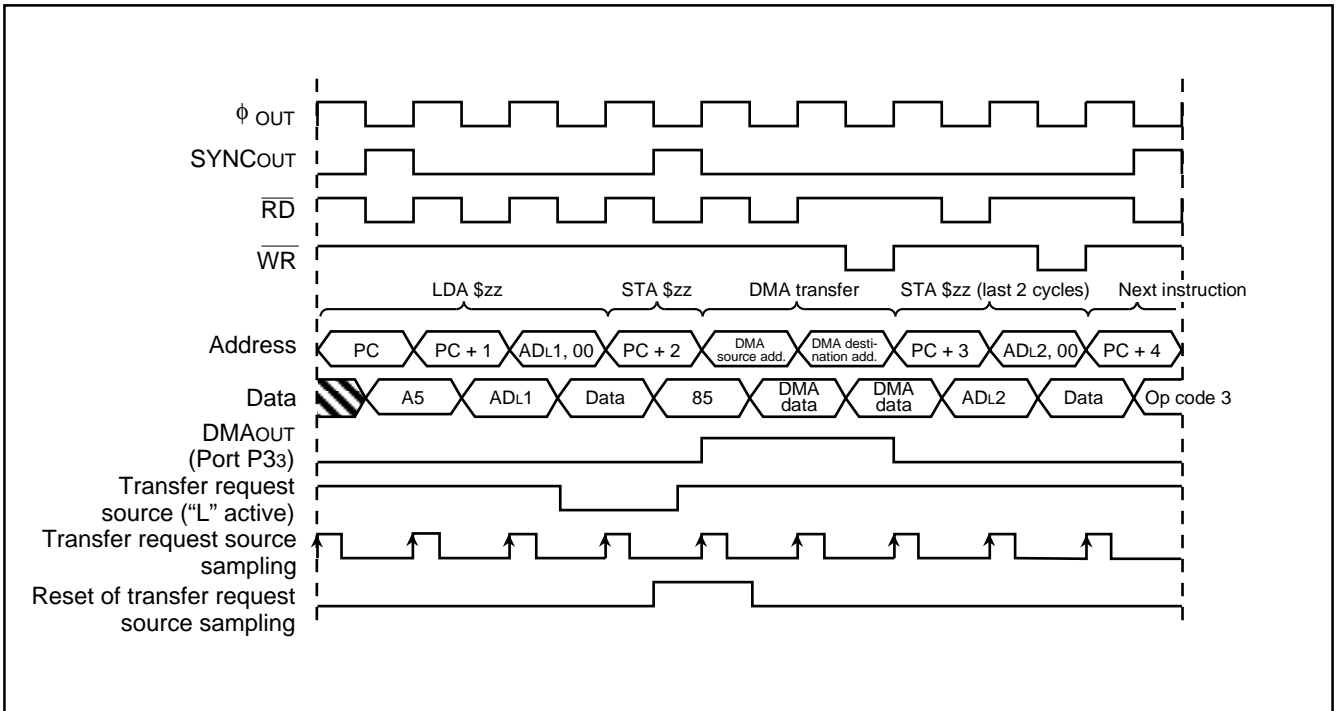 ϕ OUT
SYNCOUT
RD
WR
LDA $zz STA $zz DMA transfer STA $zz (last 2 cycles) Next instruction
Address PC PC + 1 ADL1, 00 PC + 2 DMA source add. DMA desti-nation add. PC + 3 ADL2, 00 PC + 4
Data A5 ADL1 Data 85 DMA data DMA data ADL2 Data Op code 3
DMAOUT
(Port P33)
Transfer request
source (“L” active)
Transfer request source
sampling
Reset of transfer request
source sampling